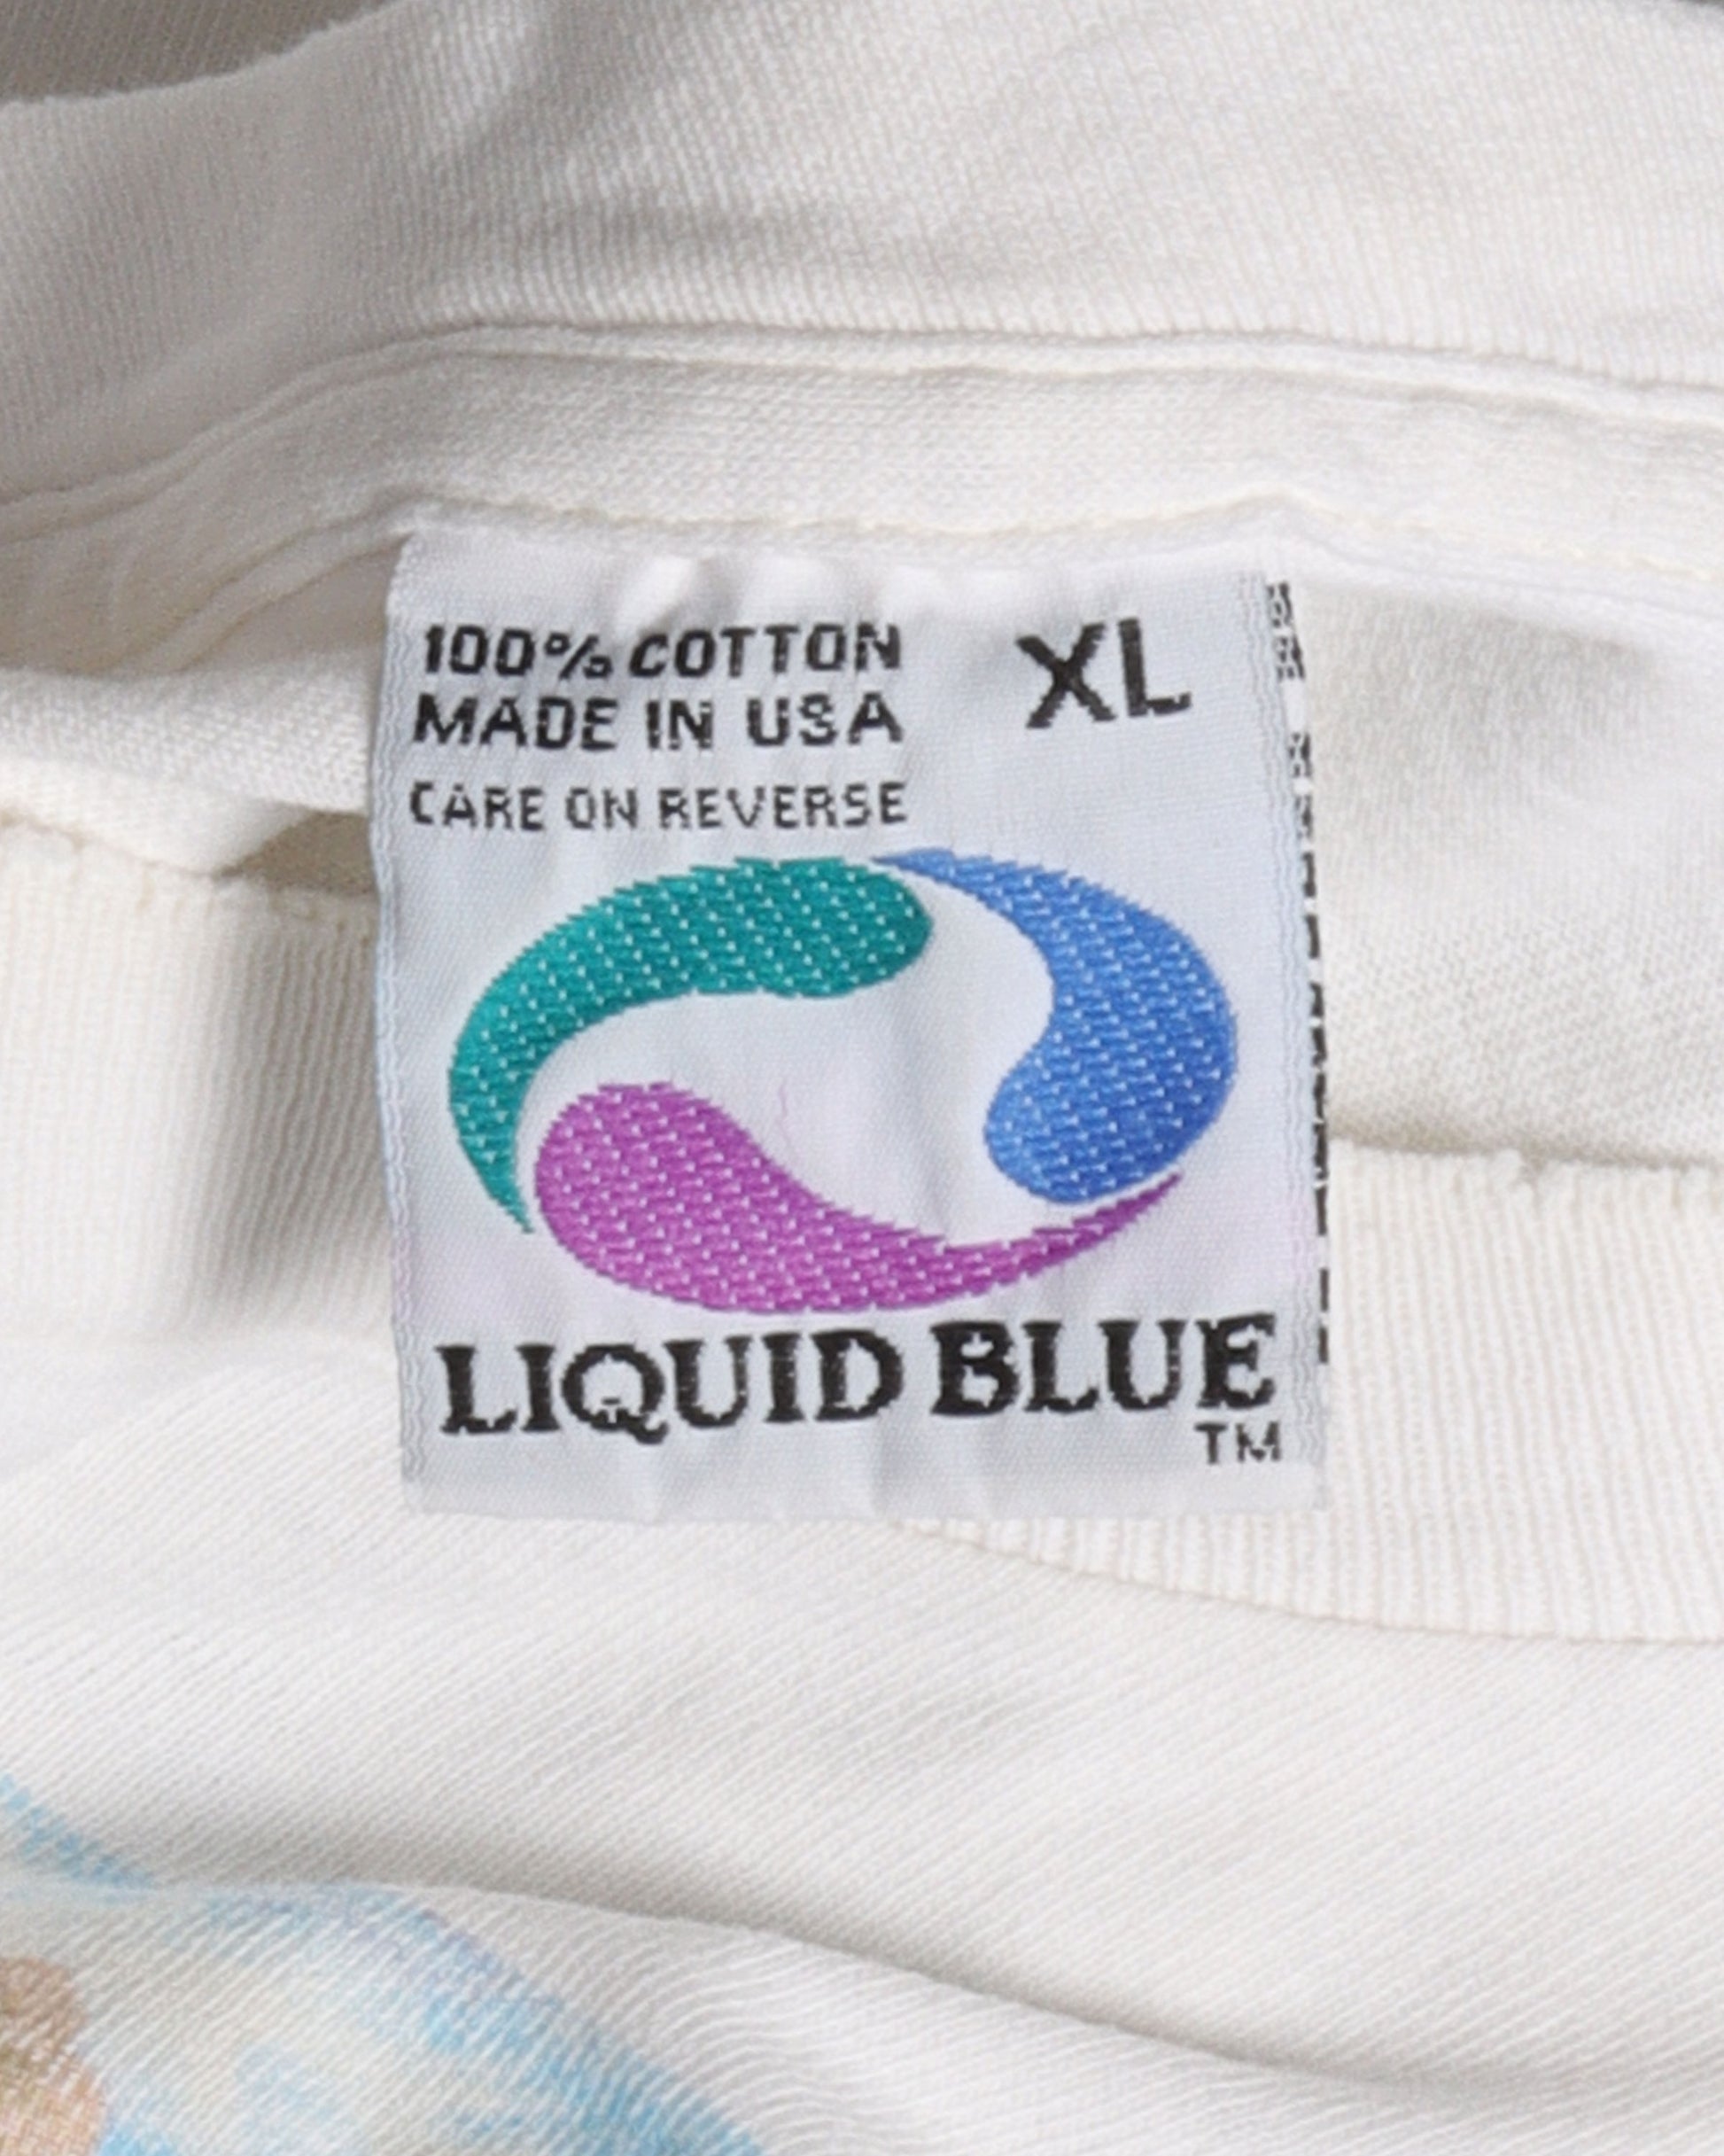 100% COTTON XL
MADE IN USA
CARE ON REVERSE
LIQUID BLUE
TM